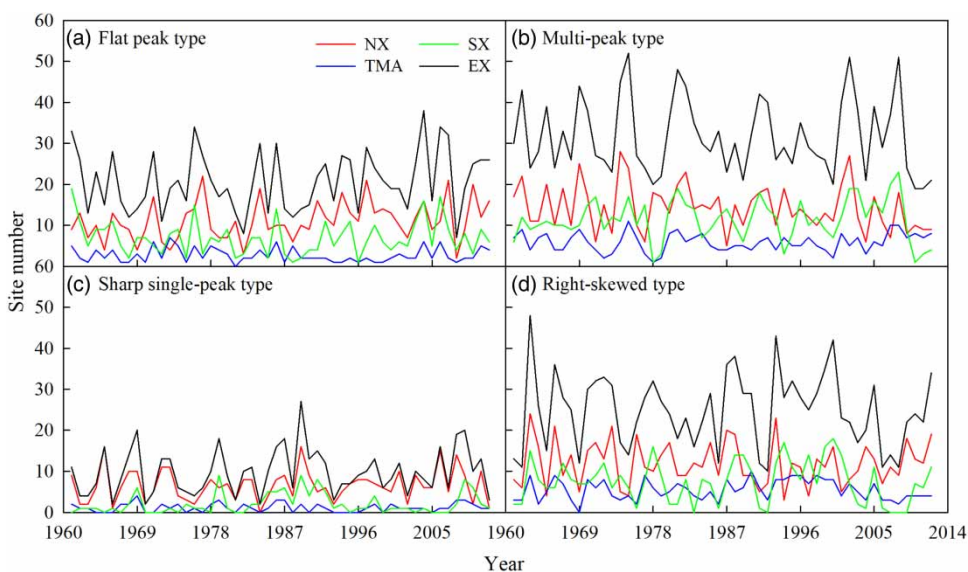 60
(a) Flat peak type
NX
SX
TMA
EX
(b) Multi-peak type
50
40
30
20
10
60
(c) Sharp single-peak type
(d) Right-skewed type
50
40
30
20
10
0
Site number
1960 1969 1978 1987 1996 2005 1960 1969 1978 1987 1996 2005 2014
Year